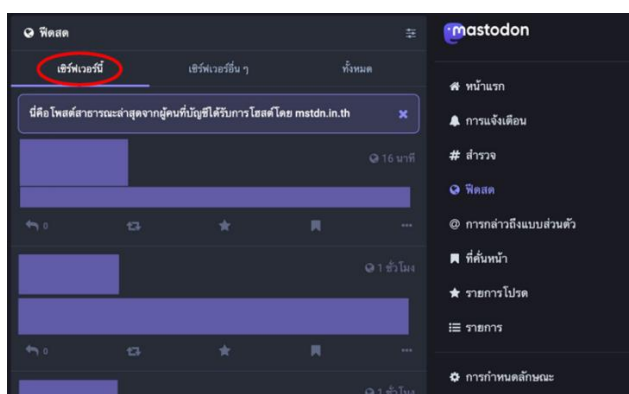 ฟีดสด
เซิร์ฟเวอร์นี้
เซิร์ฟเวอร์อื่น ๆ
ทั้งหมด
นี่คือโพสต์สาธารณะล่าสุดจากผู้คนที่บัญชีได้รับการโฮสต์โดย mstdn.in.th
16 นาที
0
1 ชั่วโมง
0
1 ชั่วโมง
mastodon
หน้าแรก
การแจ้งเตือน
# สำรวจ
ฟีดสด
@ การกล่าวถึงแบบส่วนตัว
ที่คั่นหน้า
รายการโปรด
รายการ
การกำหนดลักษณะ